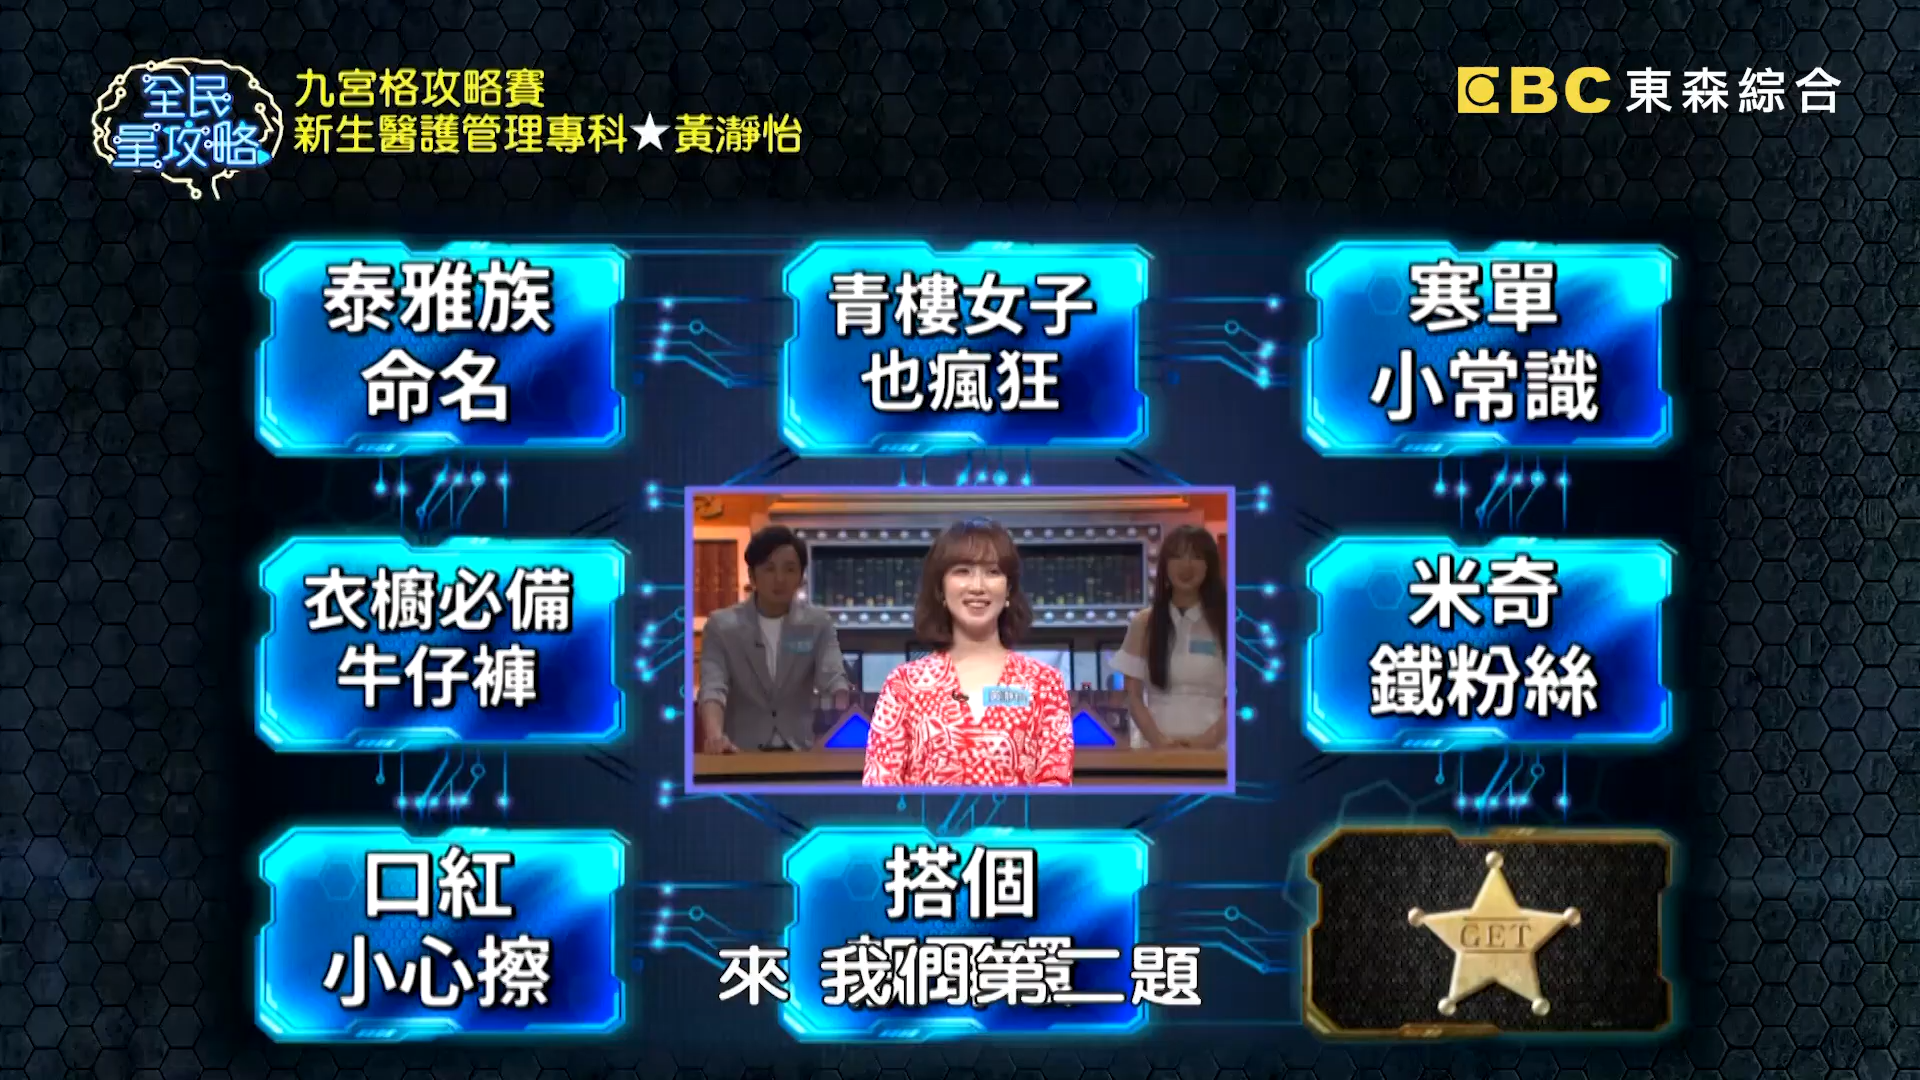 全民
星攻略
九宮格攻略賽
新生醫護管理專科★黃瀞怡
EBC 東森綜合
泰雅族
命名
青樓女子
也瘋狂
寒單
小常識
衣櫥必備
牛仔褲
米奇
鐵粉絲
口紅
小心擦
搭個
GET
來 我們第二題